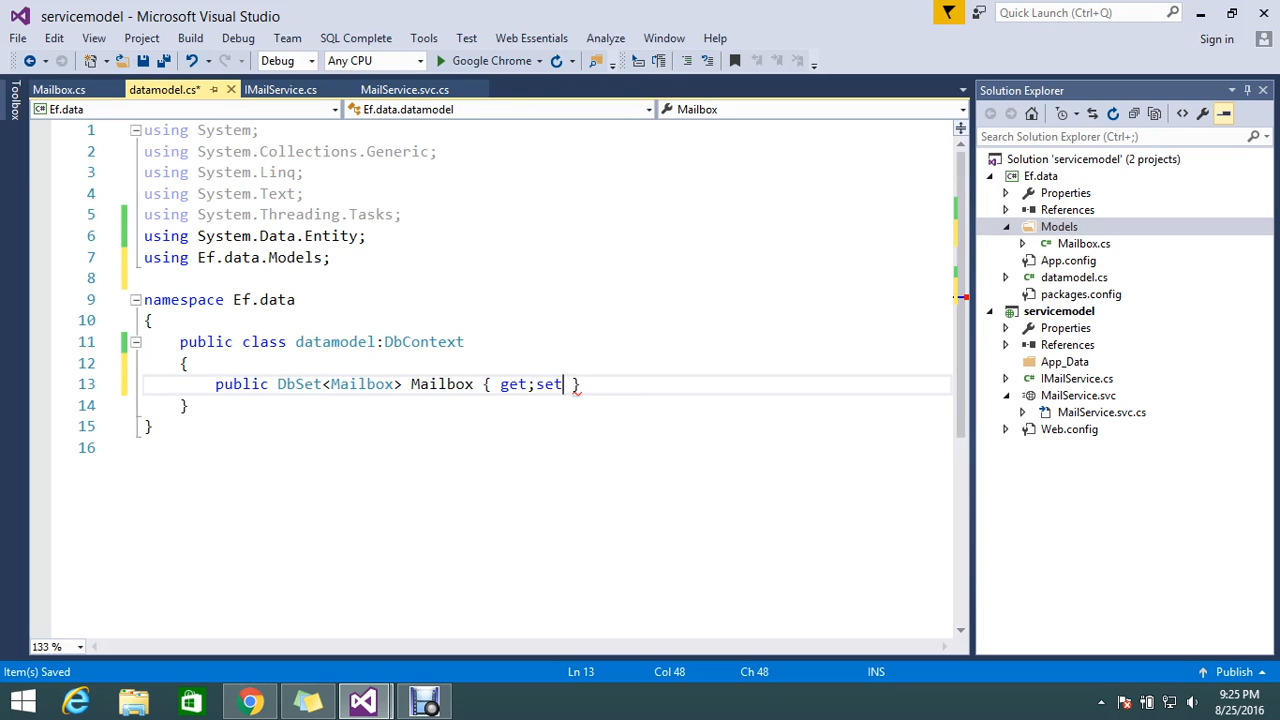 servicemodel - Microsoft Visual Studio
Quick Launch (Ctrl+Q)
File Edit View Project Build Debug Team SQL Complete Tools Test Web Essentials Analyze Window Help
Sign in
Debug Any CPU Google Chrome
Toolbox
Mailbox.cs datamodel.cs* IMailService.cs MailService.svc.cs
Ef.data Ef.data.datamodel Mailbox
1 using System;
2 using System.Collections.Generic;
3 using System.Linq;
4 using System.Text;
5 using System.Threading.Tasks;
6 using System.Data.Entity;
7 using Ef.data.Models;
8
9 namespace Ef.data
10 {
11 public class datamodel:DbContext
12 {
13 public DbSet<Mailbox> Mailbox { get;set }
14 }
15 }
16
133 %
Solution Explorer
Search Solution Explorer (Ctrl+;)
Solution 'servicemodel' (2 projects)
Ef.data
Properties
References
Models
Mailbox.cs
App.config
datamodel.cs
packages.config
servicemodel
Properties
References
App_Data
IMailService.cs
MailService.svc
MailService.svc.cs
Web.config
Item(s) Saved Ln 13 Col 48 Ch 48 INS Publish
9:25 PM
8/25/2016